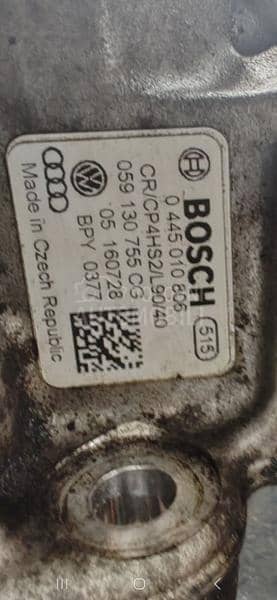 BOSCH
515
0 445 010 806
CR/CP4HS2/L90/40
059 130 755 CG
05 160728
BPY 0377
Made in Czech Republic